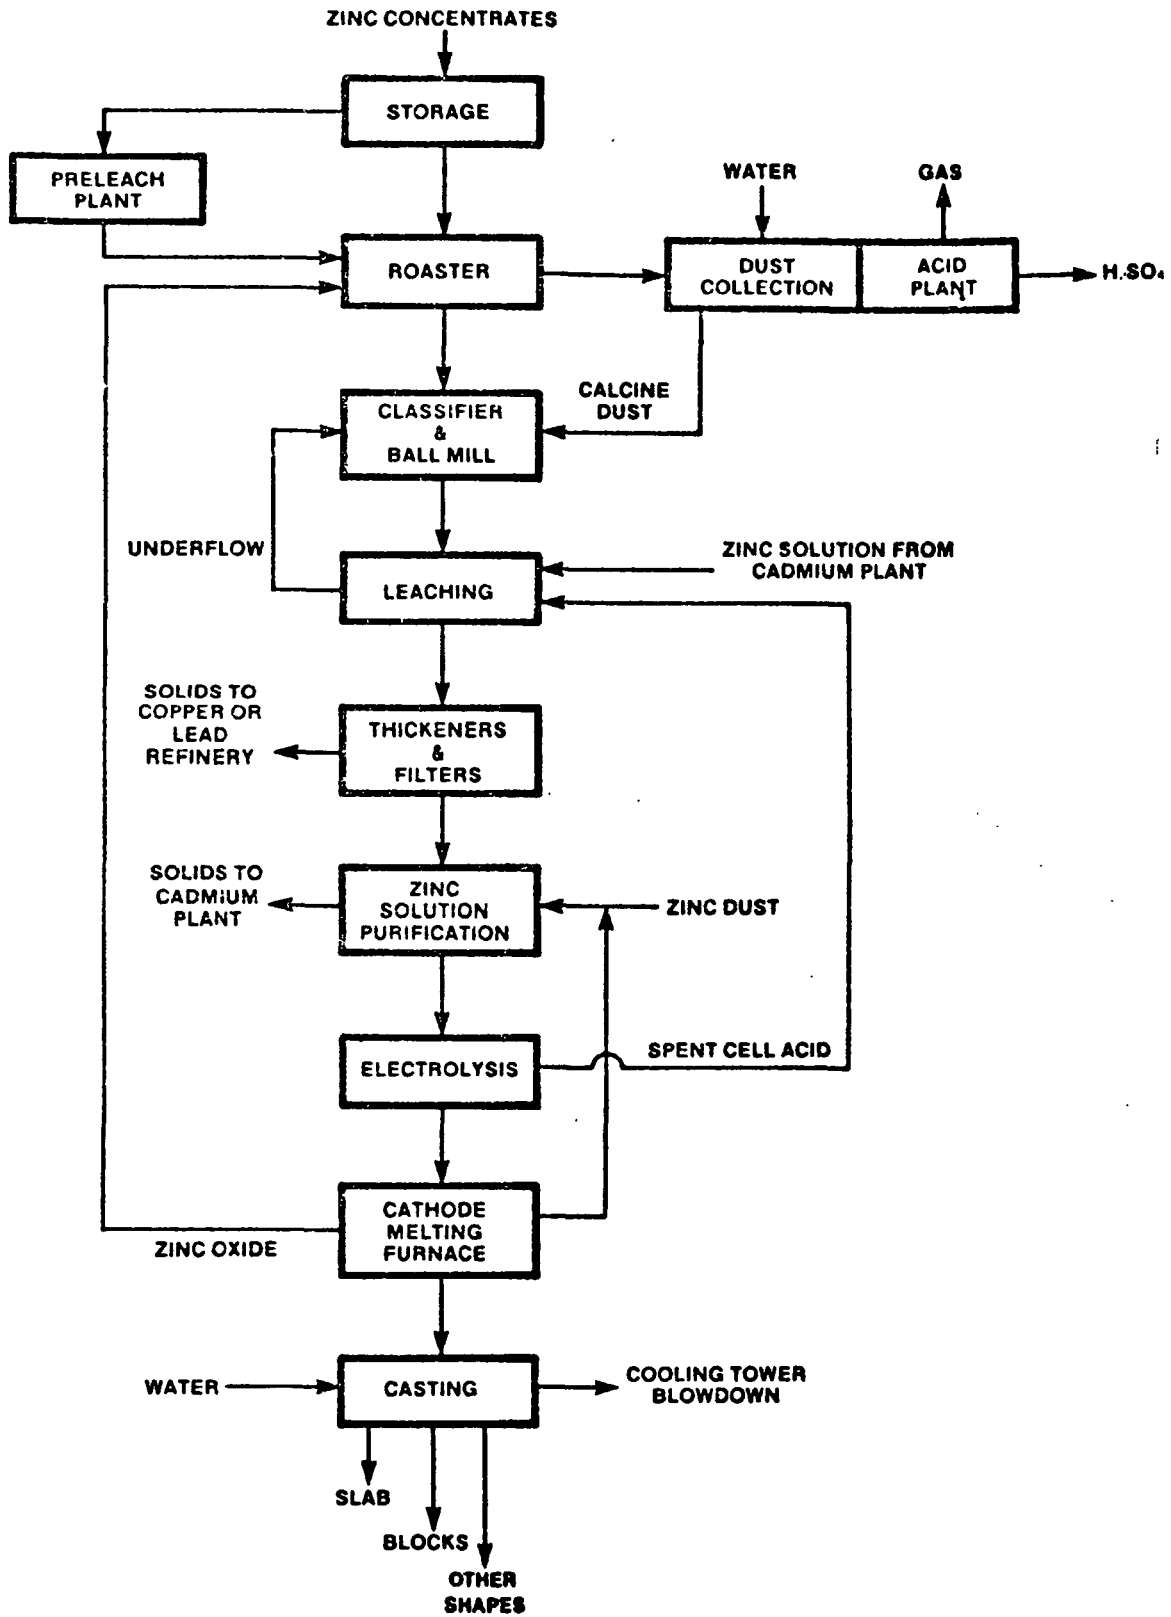 ZINC CONCENTRATES
STORAGE
PRELEACH
PLANT
WATER
GAS
ROASTER
DUST
COLLECTION
ACID
PLANT
H.SO₄
CALCINE
DUST
CLASSIFIER
&
BALL MILL
UNDERFLOW
ZINC SOLUTION FROM
CADMIUM PLANT
LEACHING
SOLIDS TO
COPPER OR
LEAD
REFINERY
THICKENERS
&
FILTERS
SOLIDS TO
CADMIUM
PLANT
ZINC
SOLUTION
PURIFICATION
ZINC DUST
SPENT CELL ACID
ELECTROLYSIS
CATHODE
MELTING
FURNACE
ZINC OXIDE
WATER
CASTING
COOLING TOWER
BLOWDOWN
SLAB
BLOCKS
OTHER
SHAPES